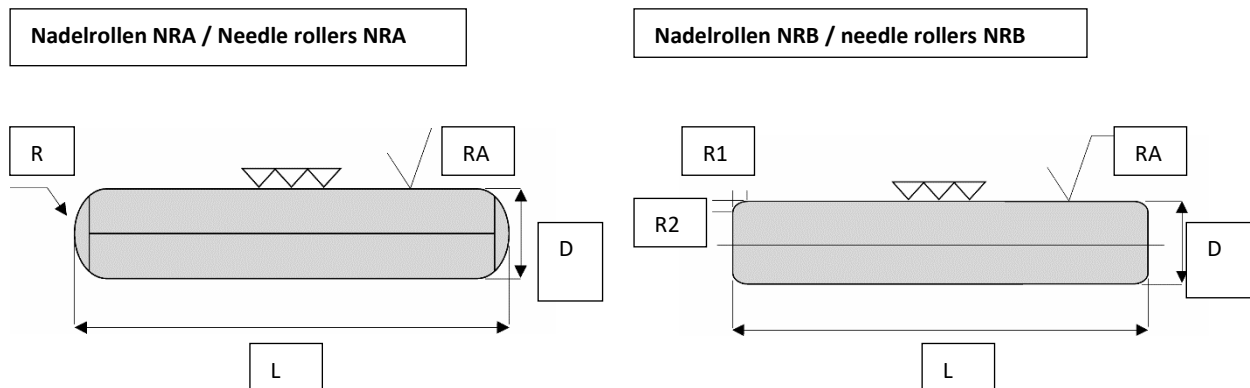 Nadelrollen NRA / Needle rollers NRA
Nadelrollen NRB / needle rollers NRB
R
RA
D
L
R1
R2
RA
D
L